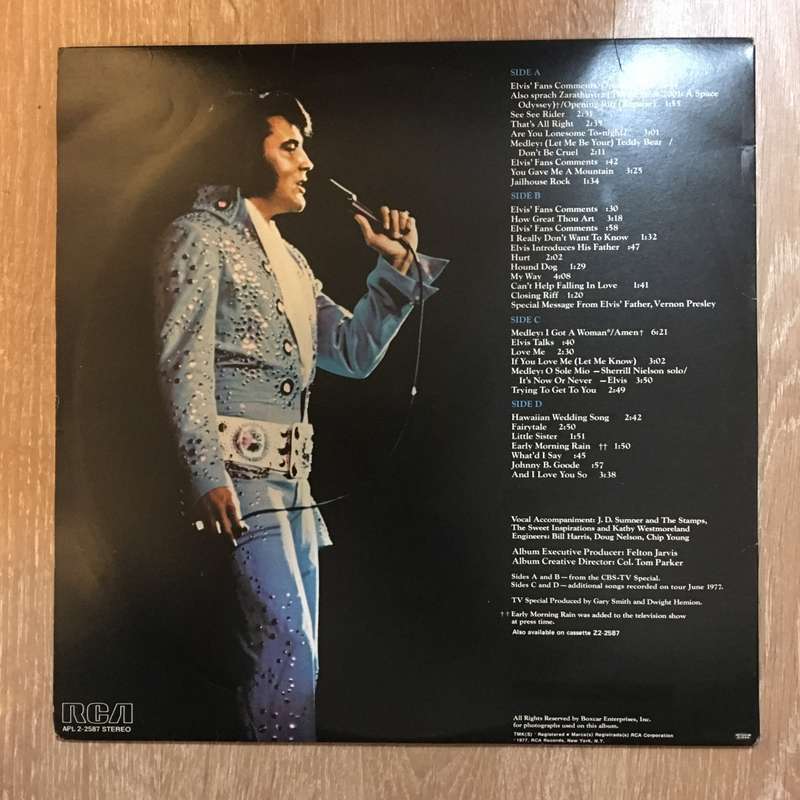 SIDE A
Elvis' Fans Comments/Opening
Also sprach Zarathustra 2001: A Space
Odyssey)†/Opening Riff (Reprise) 1:55
See See Rider 2:31
That's All Right 2:35
Are You Lonesome To-night? 3:01
Medley: (Let Me Be Your) Teddy Bear /
Don't Be Cruel 2:11
Elvis' Fans Comments :42
You Gave Me A Mountain 3:25
Jailhouse Rock 1:34
SIDE B
Elvis' Fans Comments :30
How Great Thou Art 3:18
Elvis' Fans Comments :58
I Really Don't Want To Know 1:32
Elvis Introduces His Father :47
Hurt 2:02
Hound Dog 1:29
My Way 4:08
Can't Help Falling In Love 1:41
Closing Riff 1:20
Special Message From Elvis' Father, Vernon Presley
SIDE C
Medley: I Got A Woman*/Amen† 6:21
Elvis Talks :40
Love Me 2:30
If You Love Me (Let Me Know) 3:02
Medley: O Sole Mio –Sherrill Nielson solo/
It's Now Or Never –Elvis 3:50
Trying To Get To You 2:49
SIDE D
Hawaiian Wedding Song 2:42
Fairytale 2:50
Little Sister 1:51
Early Morning Rain †† 1:50
What'd I Say :45
Johnny B. Goode :57
And I Love You So 3:38
Vocal Accompaniment: J. D. Sumner and The Stamps,
The Sweet Inspirations and Kathy Westmoreland
Engineers: Bill Harris, Doug Nelson, Chip Young
Album Executive Producer: Felton Jarvis
Album Creative Director: Col. Tom Parker
Sides A and B–from the CBS-TV Special.
Sides C and D–additional songs recorded on tour June 1977.
TV Special Produced by Gary Smith and Dwight Hemion.
††Early Morning Rain was added to the television show
at press time.
Also available on cassette Z2-2587
RCA
APL 2-2587 STEREO
All Rights Reserved by Boxcar Enterprises, Inc.
for photographs used on this album.
TMK(S) ® Registered • Marca(s) Registrada(s) RCA Corporation
©1977, RCA Records, New York, N.Y.